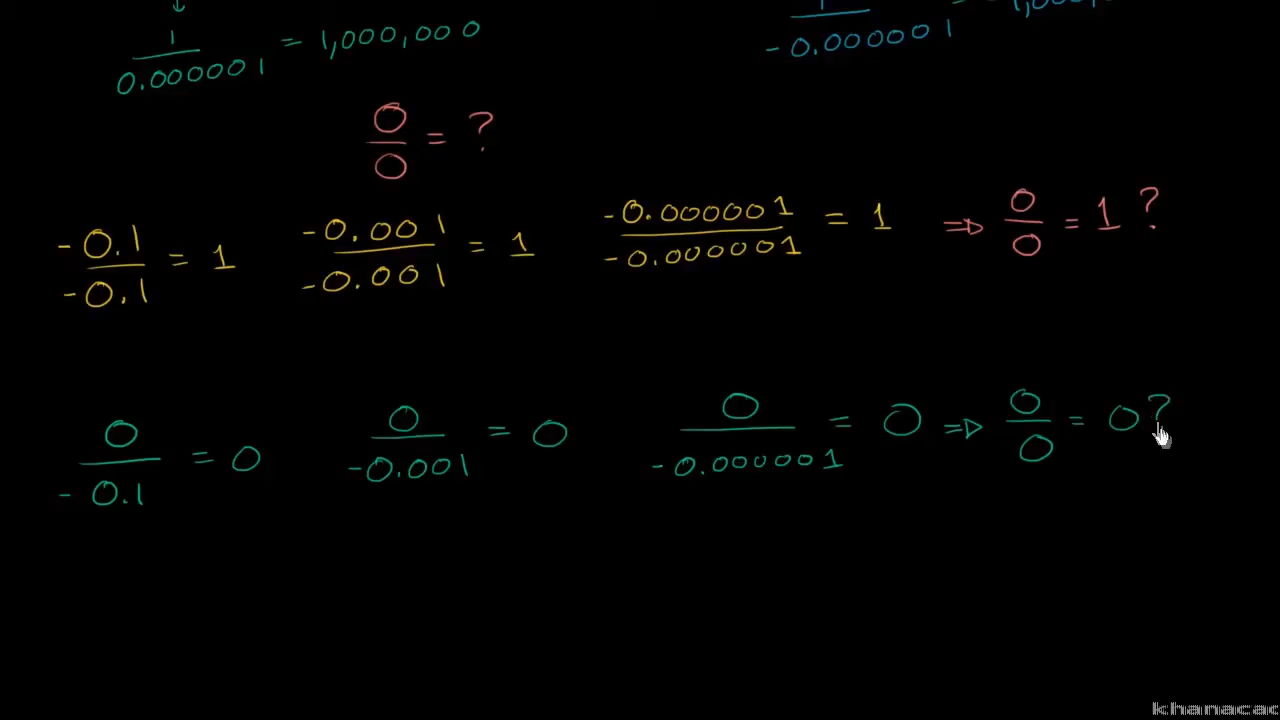 1/0.000001 = 1,000,000
1/-0.000001 =
0/0 = ?
-0.1/-0.1 = 1
-0.001/-0.001 = 1
-0.000001/-0.000001 = 1 ⇒ 0/0 = 1?
0/-0.1 = 0
0/-0.001 = 0
0/-0.000001 = 0 ⇒ 0/0 = 0?
khanacac